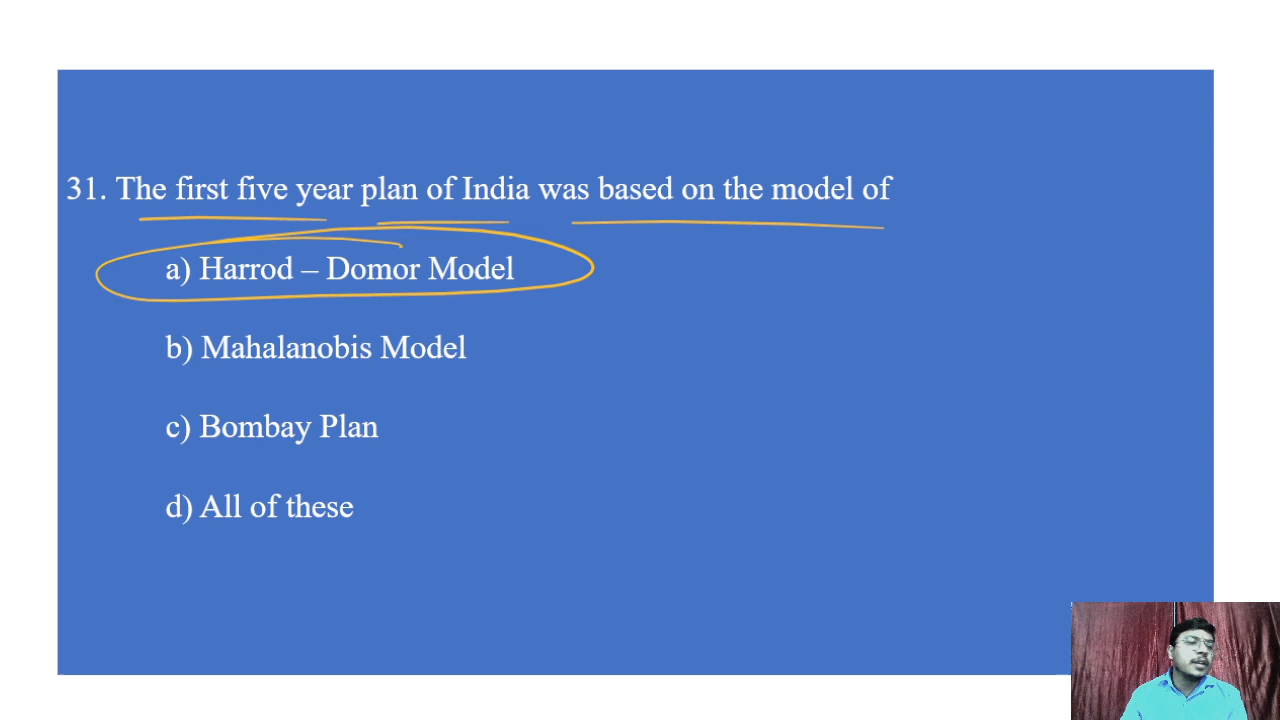 31. The first five year plan of India was based on the model of
a) Harrod – Domor Model
b) Mahalanobis Model
c) Bombay Plan
d) All of these